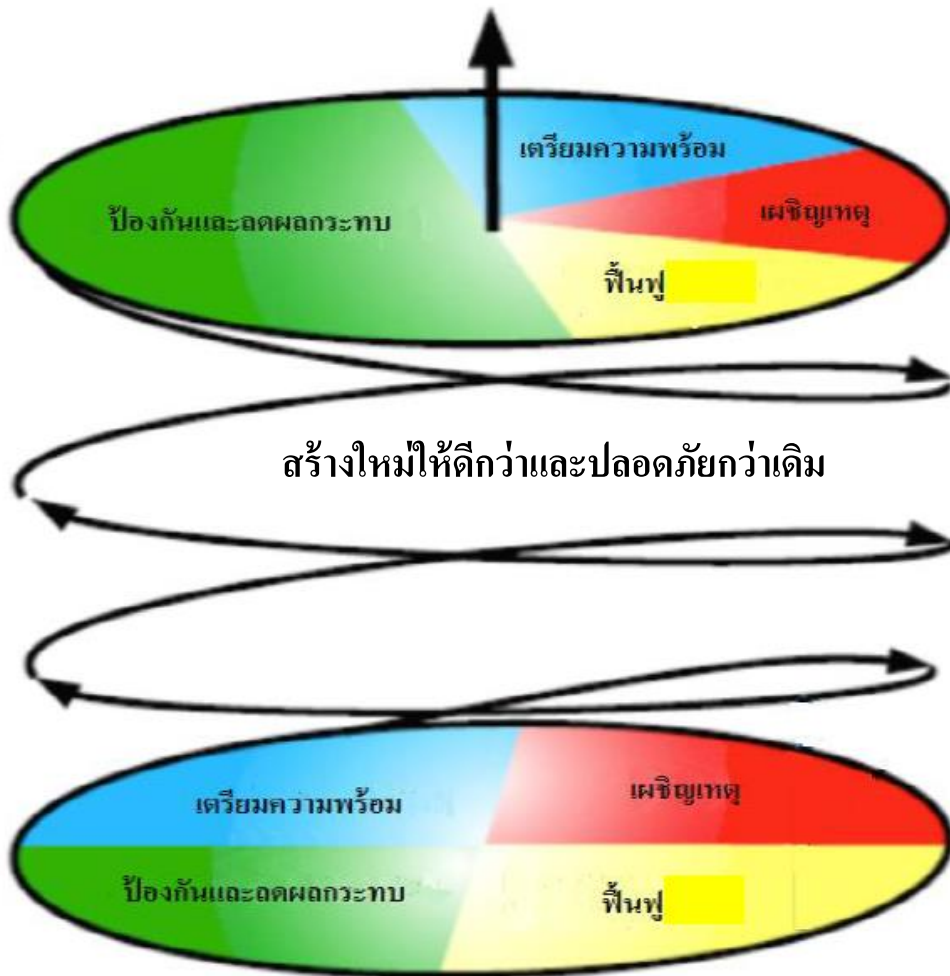 เตรียมความพร้อม
ป้องกันและลดผลกระทบ
เผชิญเหตุ
ฟื้นฟู
สร้างใหม่ให้ดีกว่าและปลอดภัยกว่าเดิม
เตรียมความพร้อม
เผชิญเหตุ
ป้องกันและลดผลกระทบ
ฟื้นฟู